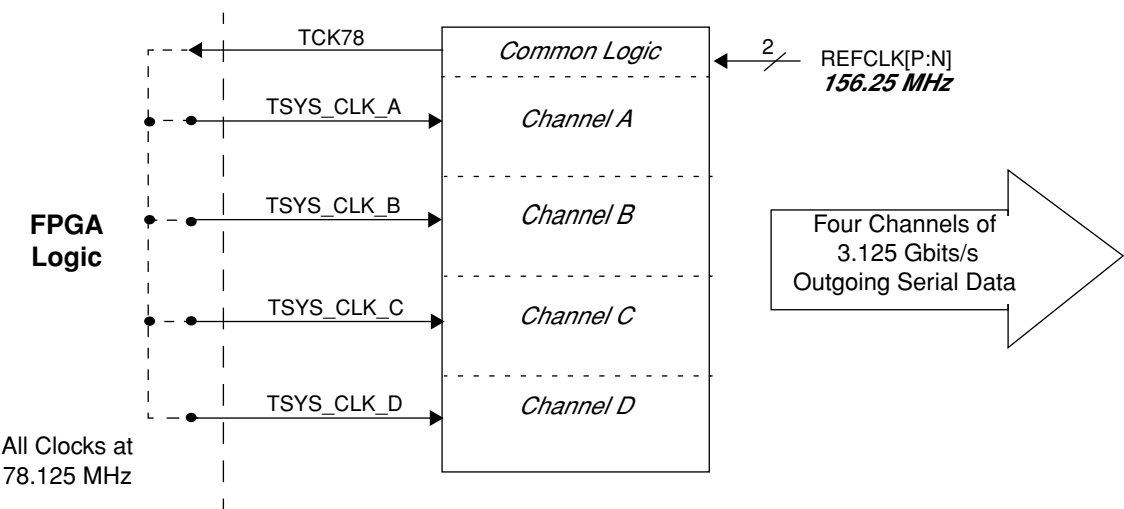 TCK78
Common Logic
2
REFCLK[P:N]
156.25 MHz
TSYS_CLK_A
Channel A
TSYS_CLK_B
Channel B
FPGA
Logic
Four Channels of
3.125 Gbits/s
Outgoing Serial Data
TSYS_CLK_C
Channel C
TSYS_CLK_D
Channel D
All Clocks at
78.125 MHz